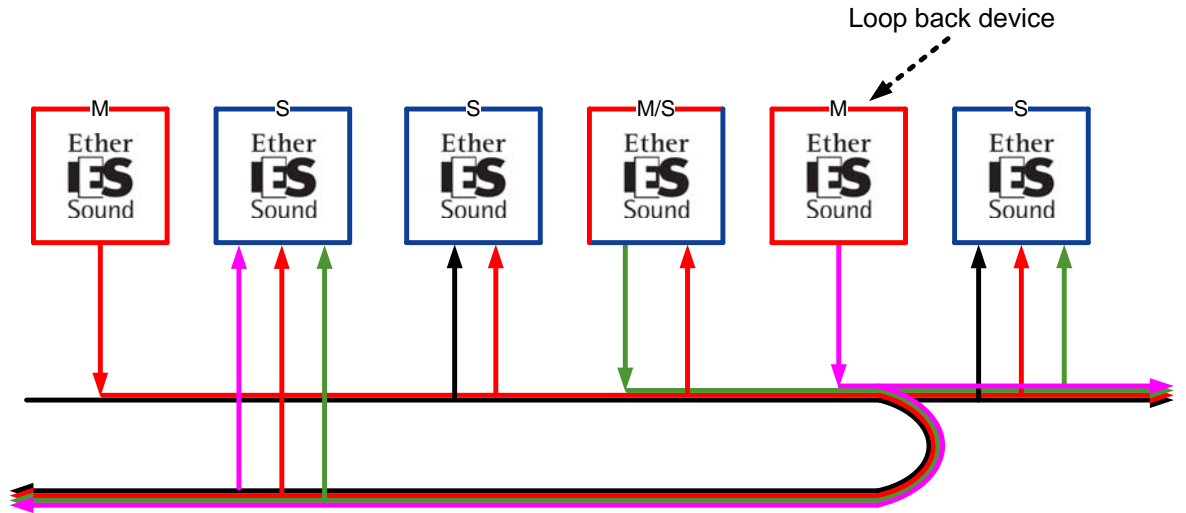 Loop back device
M
S
S
M/S
M
S
Ether
ES
Sound
Ether
ES
Sound
Ether
ES
Sound
Ether
ES
Sound
Ether
ES
Sound
Ether
ES
Sound